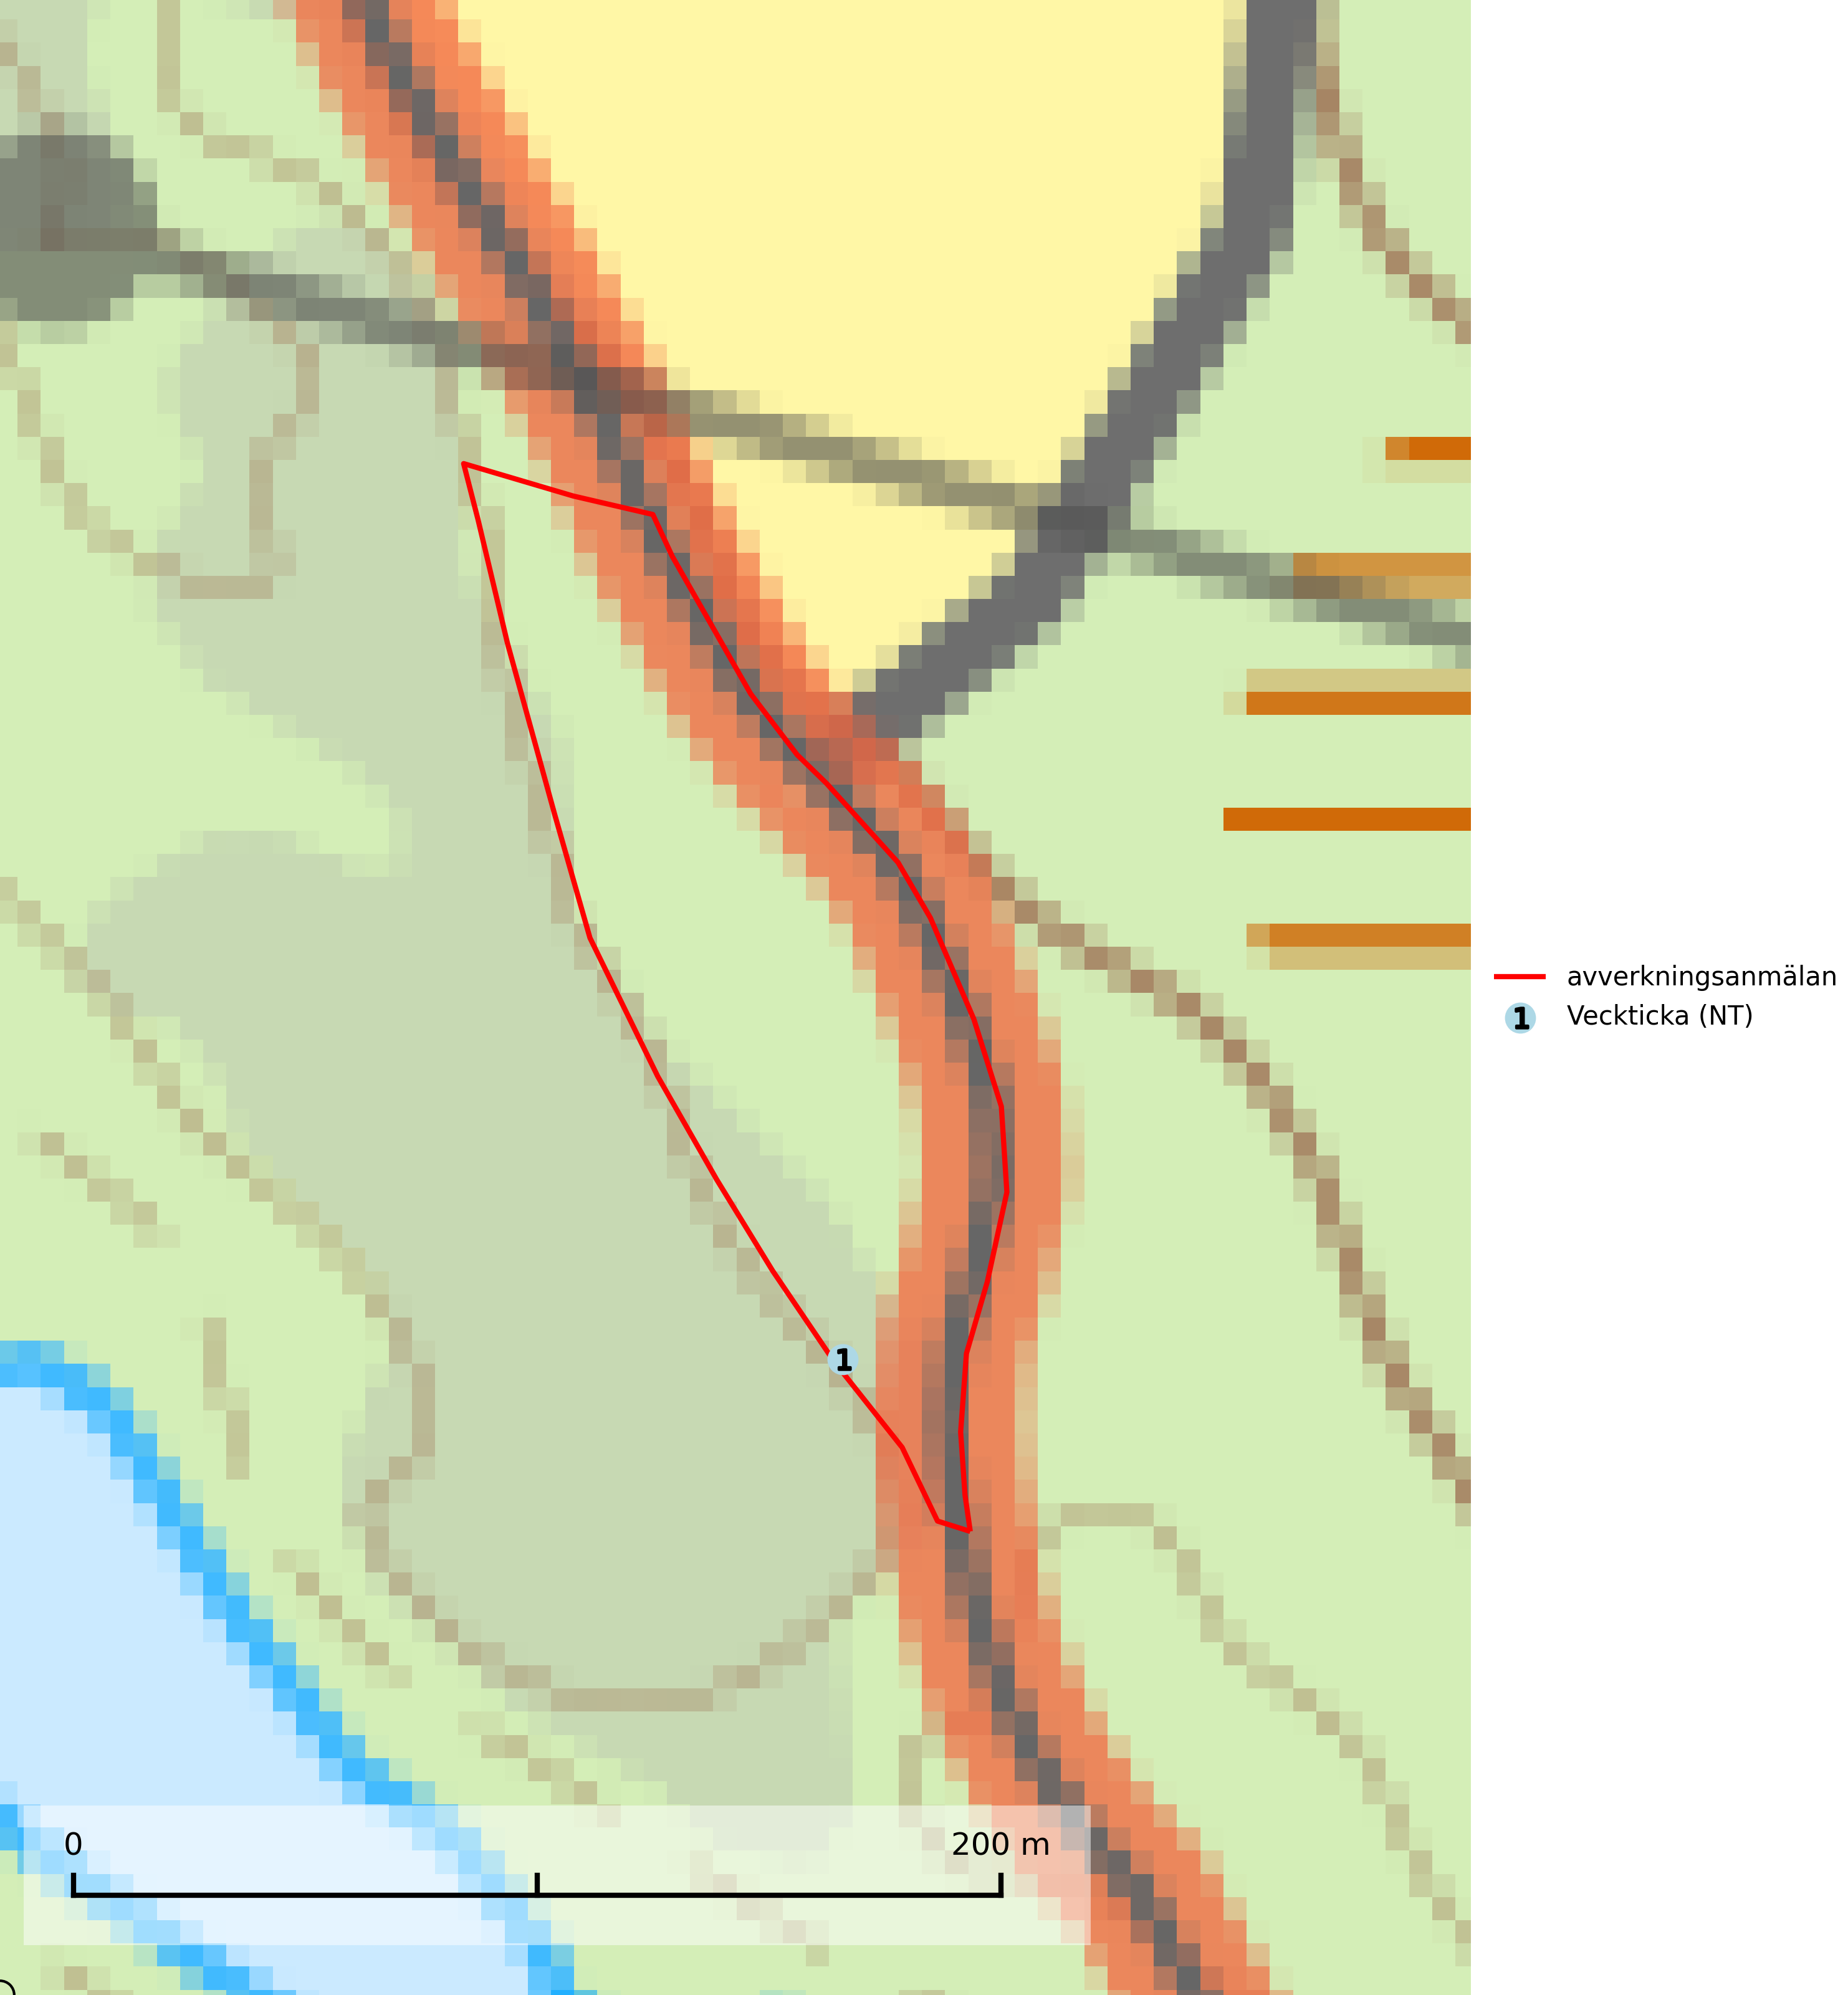 avverkningsanmälan
1 Veckticka (NT)
1
0 200 m